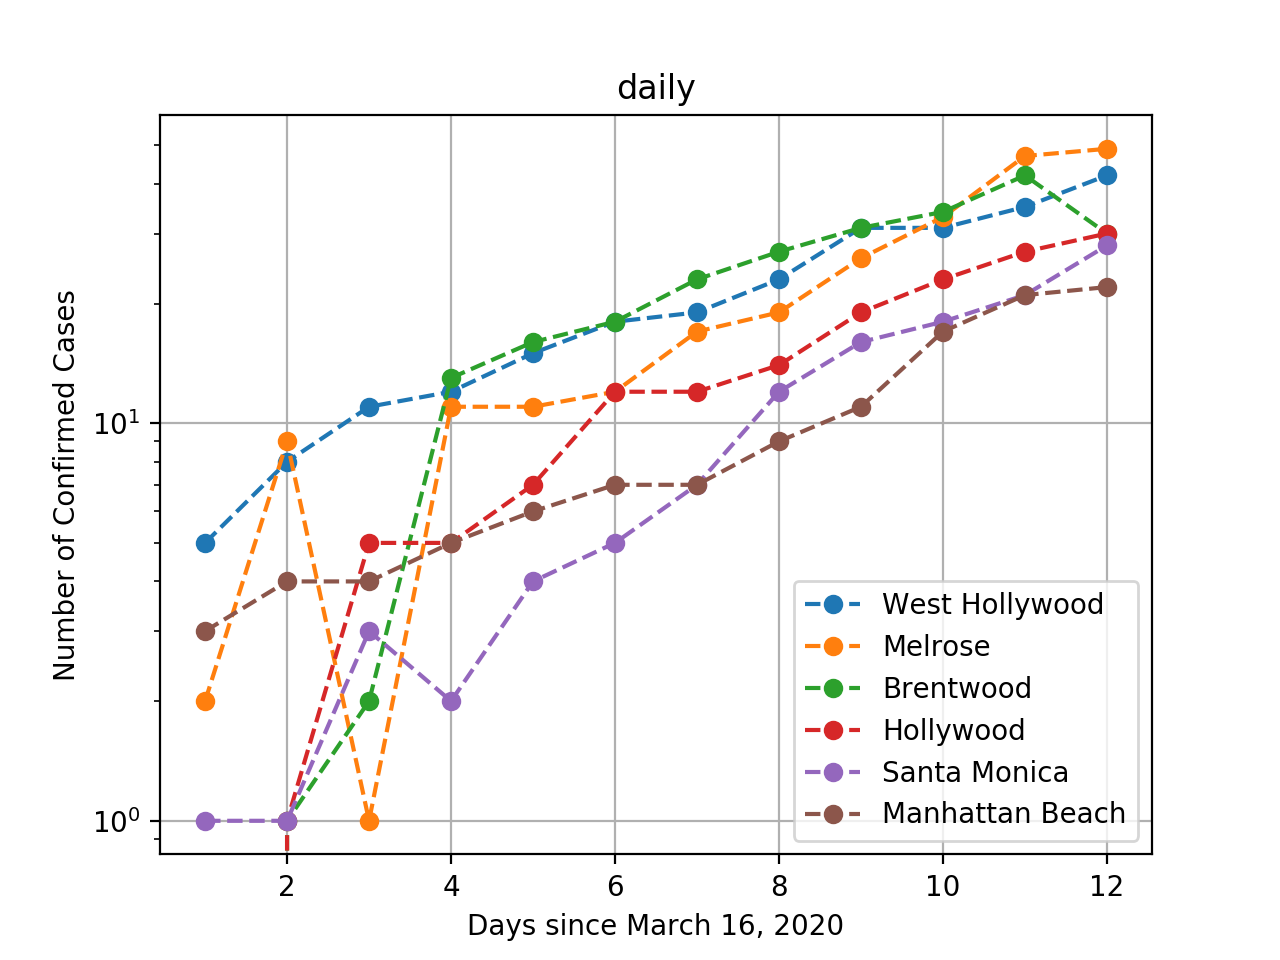 daily
Number of Confirmed Cases
10¹
10⁰
West Hollywood
Melrose
Brentwood
Hollywood
Santa Monica
Manhattan Beach
2 4 6 8 10 12
Days since March 16, 2020